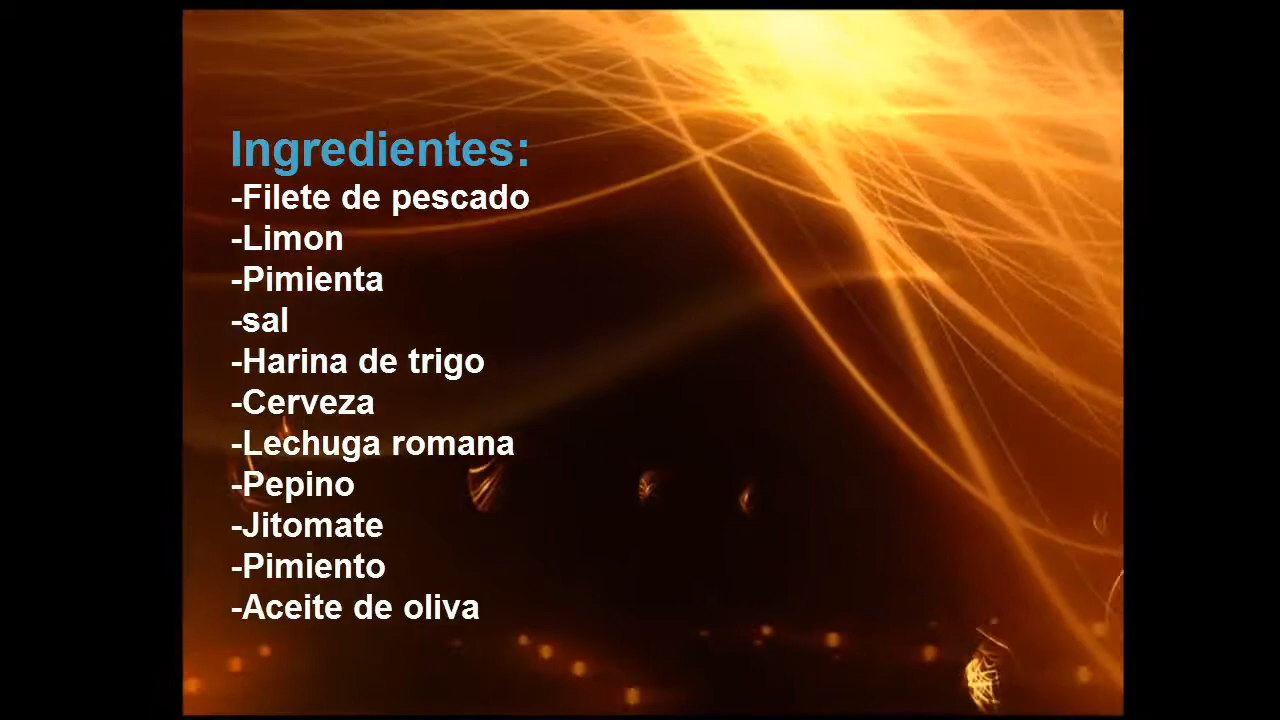 Ingredientes:
-Filete de pescado
-Limon
-Pimienta
-sal
-Harina de trigo
-Cerveza
-Lechuga romana
-Pepino
-Jitomate
-Pimiento
-Aceite de oliva